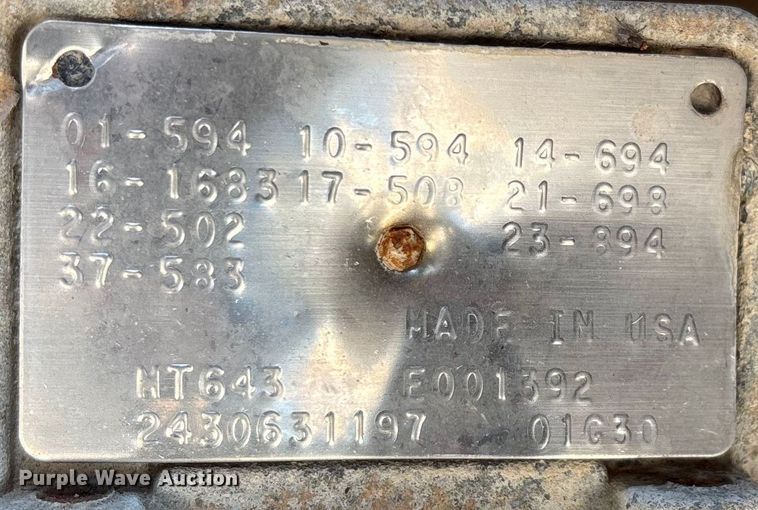 01-594 10-594 14-694
16-1683 17-508 21-698
22-502 23-894
37-583
MADE IN USA
MT643 E001392
2430631197 01G30
Purple Wave Auction